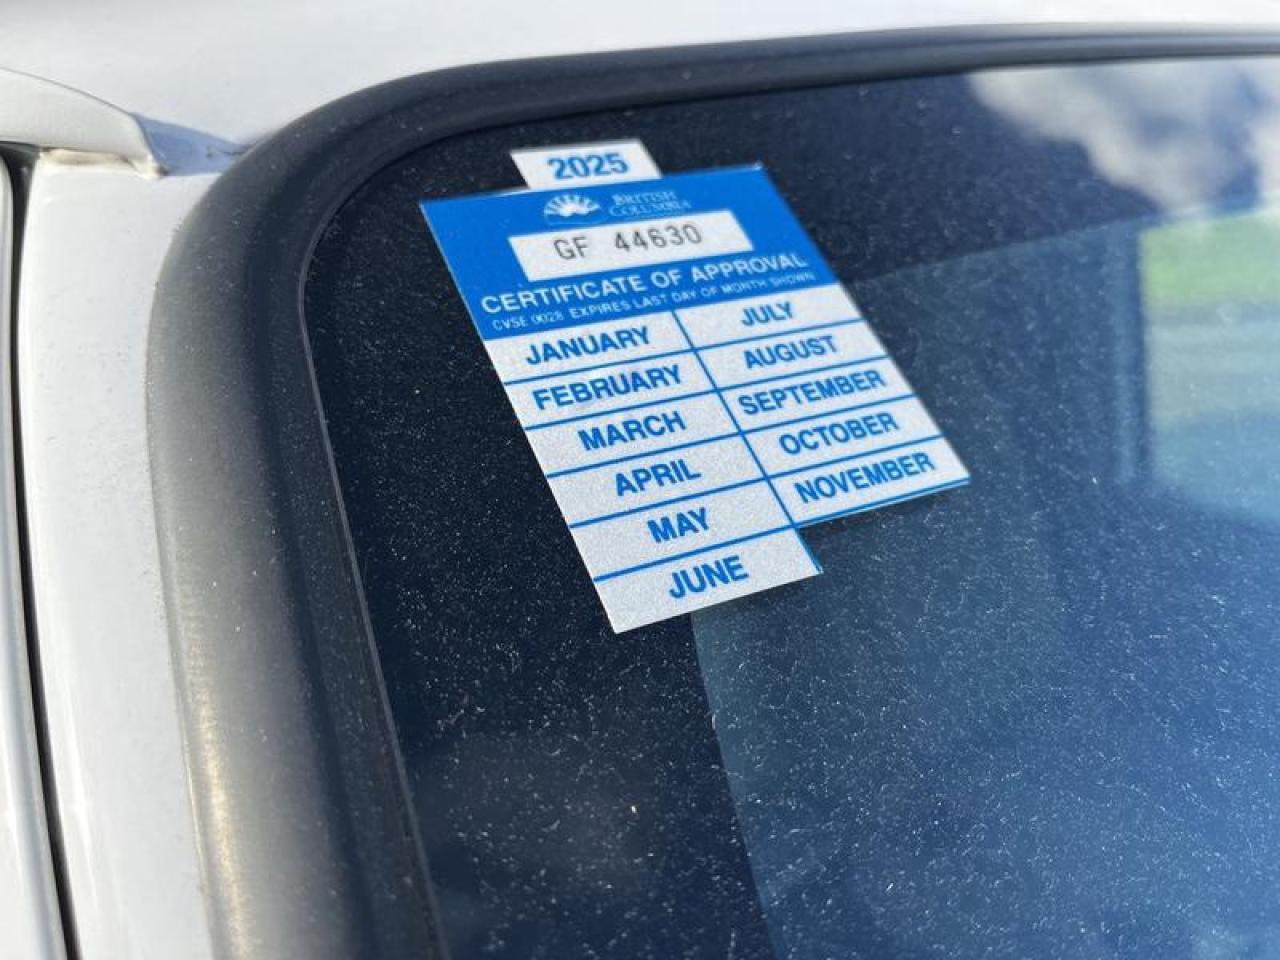 2025
BRITISH
COLUMBIA
GF 44630
CERTIFICATE OF APPROVAL
CVSE 0028 EXPIRES LAST DAY OF MONTH SHOWN
JANUARY
FEBRUARY
MARCH
APRIL
MAY
JUNE
JULY
AUGUST
SEPTEMBER
OCTOBER
NOVEMBER